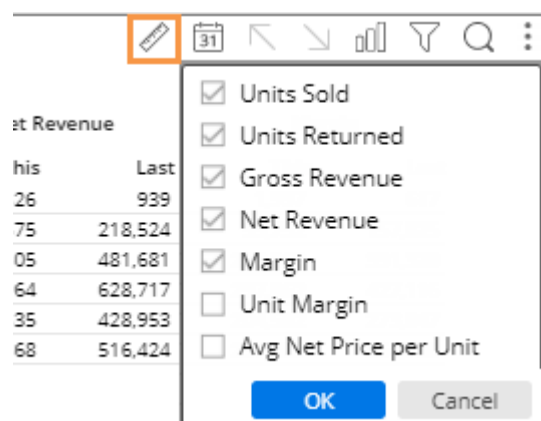 31
Units Sold
Units Returned
Gross Revenue
Net Revenue
Margin
Unit Margin
Avg Net Price per Unit
OK Cancel
et Revenue
his Last
26 939
75 218,524
05 481,681
64 628,717
35 428,953
68 516,424